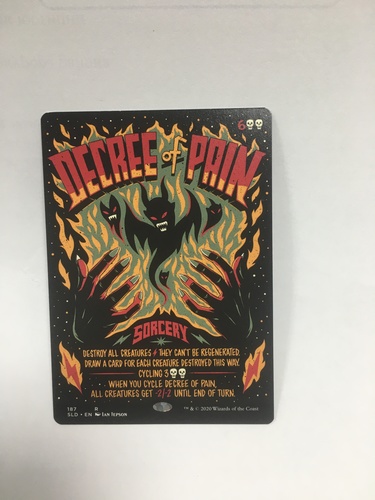 6
DECREE of PAIN
SORCERY
DESTROY ALL CREATURES THEY CAN'T BE REGENERATED.
DRAW A CARD FOR EACH CREATURE DESTROYED THIS WAY.
CYCLING 3
WHEN YOU CYCLE DECREE OF PAIN,
ALL CREATURES GET -2/-2 UNTIL END OF TURN.
187 R
SLD • EN IAN JEPSON
™ & © 2020 Wizards of the Coast